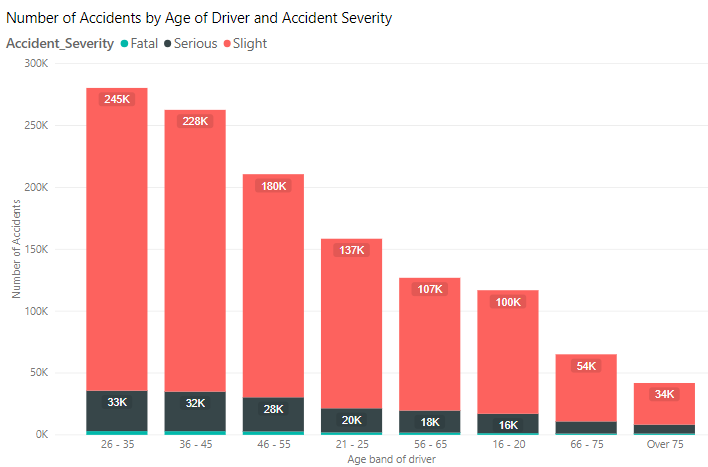 Number of Accidents by Age of Driver and Accident Severity
Accident_Severity Fatal Serious Slight
300K
250K
200K
150K
100K
50K
0K
Number of Accidents
245K
228K
180K
137K
107K
100K
54K
34K
33K
32K
28K
20K
18K
16K
26 - 35
36 - 45
46 - 55
21 - 25
56 - 65
16 - 20
66 - 75
Over 75
Age band of driver